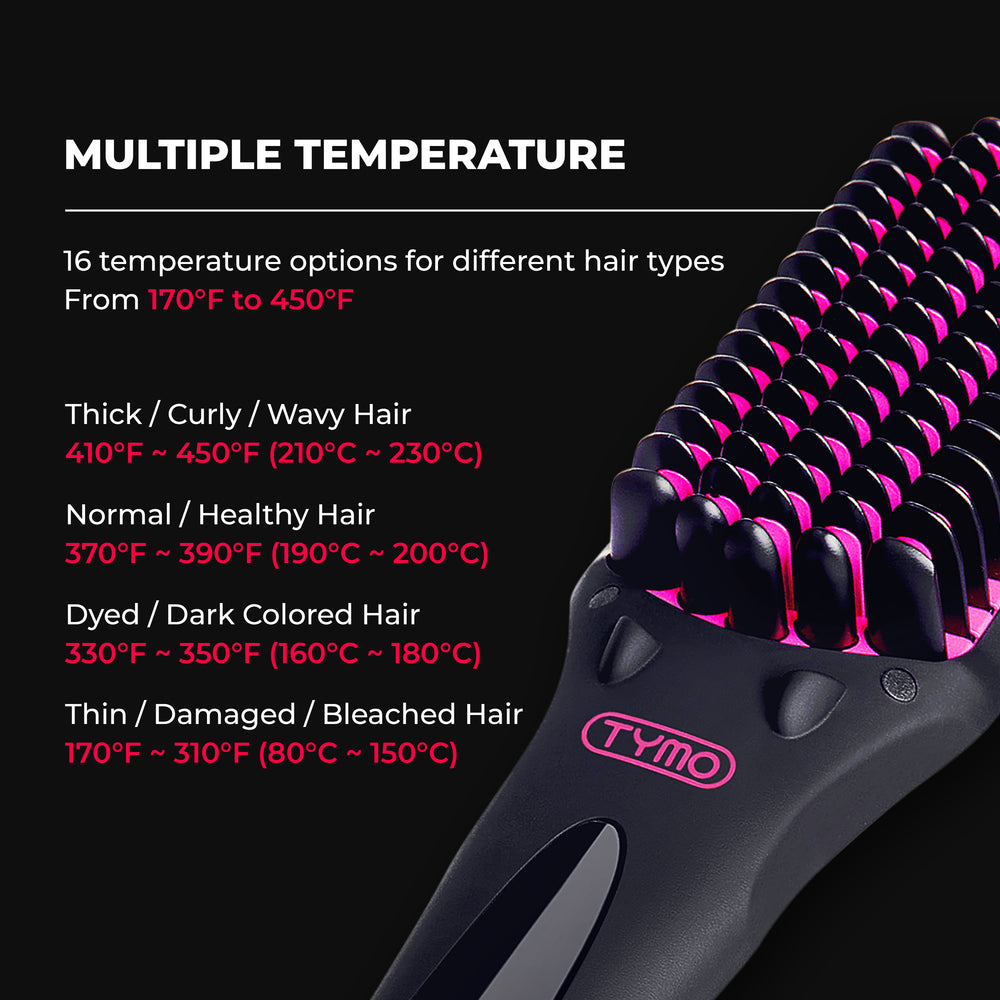 MULTIPLE TEMPERATURE
16 temperature options for different hair types
From 170°F to 450°F
Thick / Curly / Wavy Hair
410°F ~ 450°F (210°C ~ 230°C)
Normal / Healthy Hair
370°F ~ 390°F (190°C ~ 200°C)
Dyed / Dark Colored Hair
330°F ~ 350°F (160°C ~ 180°C)
Thin / Damaged / Bleached Hair
170°F ~ 310°F (80°C ~ 150°C)
TYMO